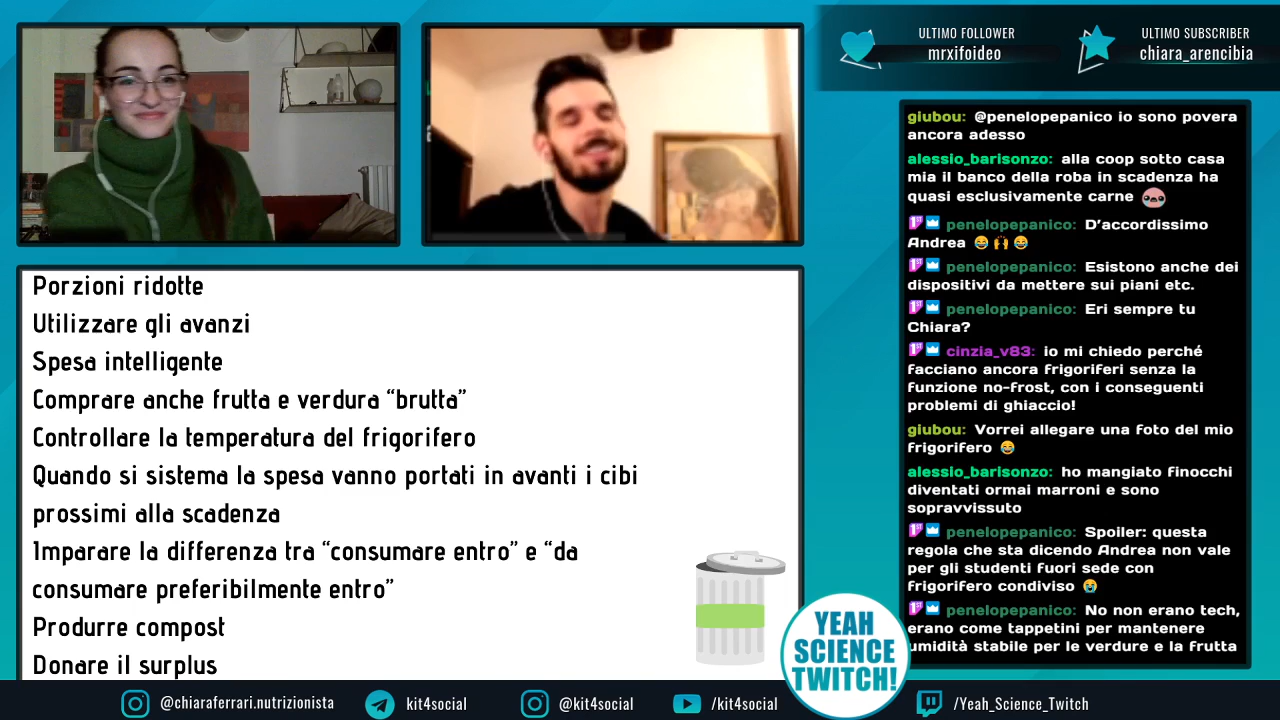 ULTIMO FOLLOWER
mrxifoideo
ULTIMO SUBSCRIBER
chiara_arencibia
giubou: @penelopepanico io sono povera
ancora adesso
alessio_barisonzo: alla coop sotto casa
mia il banco della roba in scadenza ha
quasi esclusivamente carne
penelopepanico: D'accordissimo
Andrea 😂 🙌 😂
penelopepanico: Esistono anche dei
dispositivi da mettere sui piani etc.
penelopepanico: Eri sempre tu
Chiara?
cinzia_v83: io mi chiedo perché
facciano ancora frigoriferi senza la
funzione no-frost, con i conseguenti
problemi di ghiaccio!
giubou: Vorrei allegare una foto del mio
frigorifero 😅
alessio_barisonzo: ho mangiato finocchi
diventati ormai marroni e sono
sopravvissuto
penelopepanico: Spoiler: questa
regola che sta dicendo Andrea non vale
per gli studenti fuori sede con
frigorifero condiviso 😭
penelopepanico: No non erano tech,
erano come tappetini per mantenere
umidità stabile per le verdure e la frutta
Porzioni ridotte
Utilizzare gli avanzi
Spesa intelligente
Comprare anche frutta e verdura “brutta”
Controllare la temperatura del frigorifero
Quando si sistema la spesa vanno portati in avanti i cibi
prossimi alla scadenza
Imparare la differenza tra “consumare entro” e “da
consumare preferibilmente entro”
Produrre compost
Donare il surplus
YEAH
SCIENCE
TWITCH!
@chiaraferrari.nutrizionista
kit4social
@kit4social
/kit4social
/Yeah_Science_Twitch